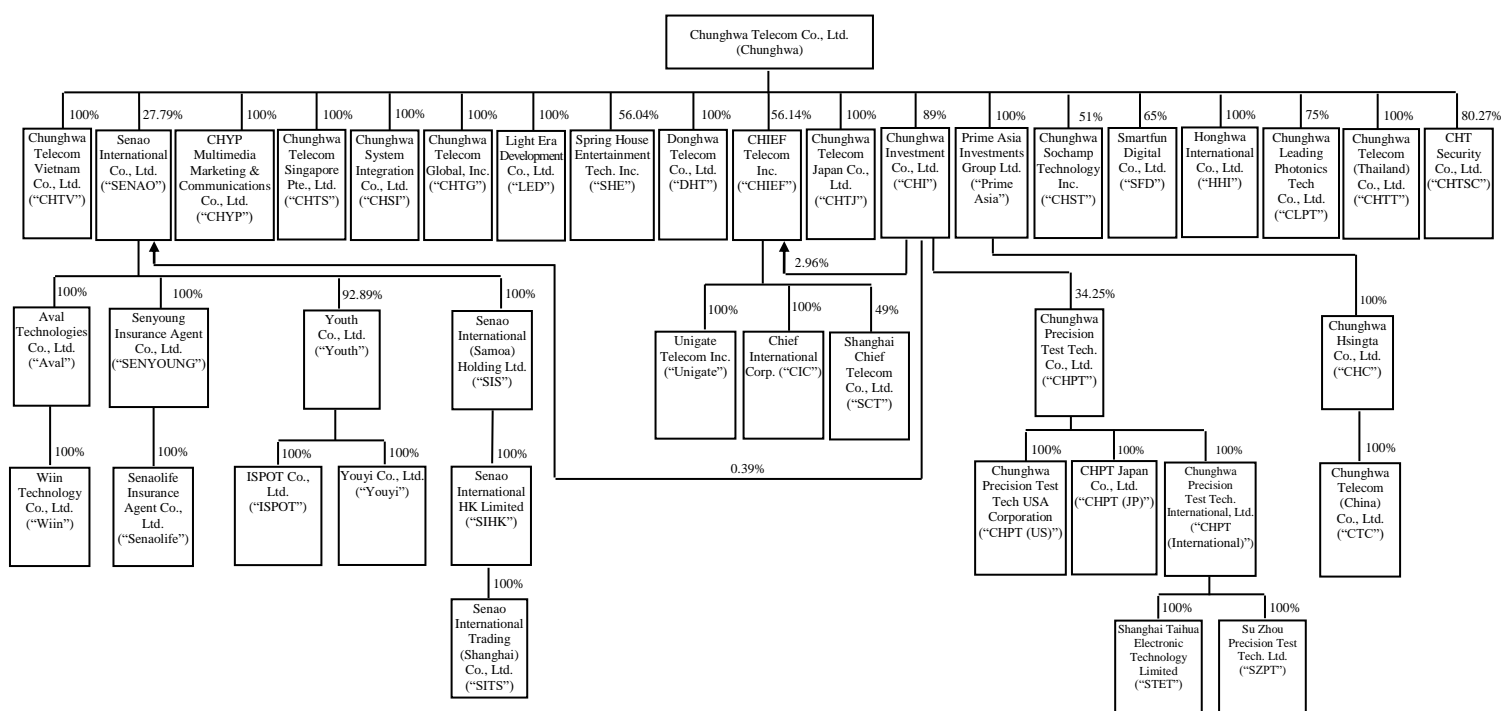 Chunghwa Telecom Co., Ltd.
(Chunghwa)
100%
27.79%
100%
100%
100%
100%
100%
56.04%
100%
56.14%
100%
89%
100%
51%
65%
100%
75%
100%
80.27%
Chunghwa
Telecom
Vietnam
Co., Ltd.
(“CHTV”)
Senao
International
Co., Ltd.
(“SENAO”)
CHYP
Multimedia
Marketing &
Communications
Co., Ltd.
(“CHYP”)
Chunghwa
Telecom
Singapore
Pte., Ltd.
(“CHTS”)
Chunghwa
System
Integration
Co., Ltd.
(“CHSI”)
Chunghwa
Telecom
Global, Inc.
(“CHTG”)
Light Era
Development
Co., Ltd.
(“LED”)
Spring House
Entertainment
Tech. Inc.
(“SHE”)
Donghwa
Telecom
Co., Ltd.
(“DHT”)
CHIEF
Telecom
Inc.
(“CHIEF”)
Chunghwa
Telecom
Japan Co.,
Ltd.
(“CHTJ”)
Chunghwa
Investment
Co., Ltd.
(“CHI”)
Prime Asia
Investments
Group Ltd.
(“Prime
Asia”)
Chunghwa
Sochamp
Technology
Inc.
(“CHST”)
Smartfun
Digital
Co., Ltd.
(“SFD”)
Honghwa
International
Co., Ltd.
(“HHI”)
Chunghwa
Leading
Photonics
Tech
Co., Ltd.
(“CLPT”)
Chunghwa
Telecom
(Thailand)
Co., Ltd.
(“CHTT”)
CHT
Security
Co., Ltd.
(“CHTSC”)
2.96%
100%
100%
92.89%
100%
100%
100%
49%
34.25%
100%
Aval
Technologies
Co., Ltd.
(“Aval”)
Senyoung
Insurance Agent
Co., Ltd.
(“SENYOUNG”)
Youth
Co., Ltd.
(“Youth”)
Senao
International
(Samoa)
Holding Ltd.
(“SIS”)
Unigate
Telecom Inc.
(“Unigate”)
Chief
International
Corp. (“CIC”)
Shanghai
Chief
Telecom
Co., Ltd.
(“SCT”)
Chunghwa
Precision
Test Tech.
Co., Ltd.
(“CHPT”)
Chunghwa
Hsingta
Co., Ltd.
(“CHC”)
100%
100%
100%
100%
100%
0.39%
100%
100%
100%
100%
Wiin
Technology
Co., Ltd.
(“Wiin”)
Senaolife
Insurance
Agent Co.,
Ltd.
(“Senaolife”)
ISPOT Co.,
Ltd.
(“ISPOT”)
Youyi Co., Ltd.
(“Youyi”)
Senao
International
HK Limited
(“SIHK”)
Chunghwa
Precision Test
Tech USA
Corporation
(“CHPT (US)”)
CHPT Japan
Co., Ltd.
(“CHPT (JP)”)
Chunghwa
Precision
Test Tech.
International, Ltd.
(“CHPT
(International)”)
Chunghwa
Telecom
(China)
Co., Ltd.
(“CTC”)
100%
100%
100%
Senao
International
Trading
(Shanghai)
Co., Ltd.
(“SITS”)
Shanghai Taihua
Electronic
Technology
Limited
(“STET”)
Su Zhou
Precision Test
Tech. Ltd.
(“SZPT”)